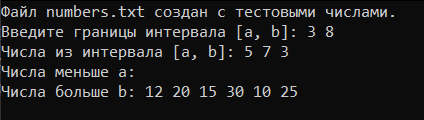 Файл numbers.txt создан с тестовыми числами.
Введите границы интервала [a, b]: 3 8
Числа из интервала [a, b]: 5 7 3
Числа меньше a:
Числа больше b: 12 20 15 30 10 25